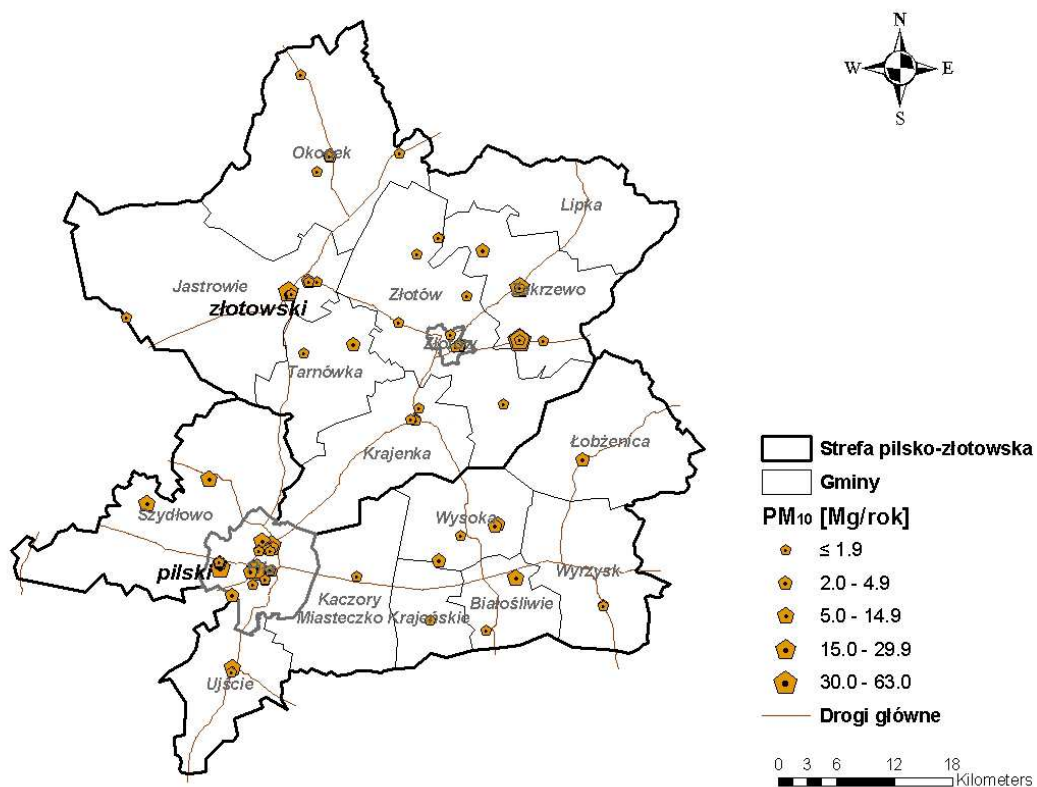 N
W E
S
Okonek
Lipka
Jastrowie
złotowski
Złotów
Zakrzewo
Złotów
Tarnówka
Krajenka
Łobżenica
Szydłowo
Wysoka
pilski
Piła
Kaczory
Miasteczko Krajeńskie
Białośliwie
Wyrzysk
Ujście
Strefa pilsko-złotowska
Gminy
PM10 [Mg/rok]
≤ 1.9
2.0 - 4.9
5.0 - 14.9
15.0 - 29.9
30.0 - 63.0
Drogi główne
0 3 6 12 18
Kilometers